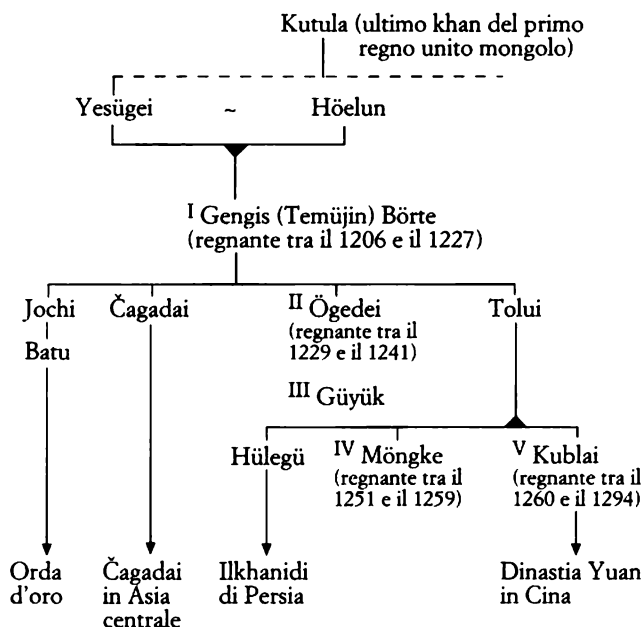 Kutula (ultimo khan del primo
regno unito mongolo)
Yesügei ~ Höelun
I Gengis (Temüjin) Börte
(regnante tra il 1206 e il 1227)
Jochi
Batu
Čagadai
II Ögedei
(regnante tra il
1229 e il 1241)
Tolui
III Güyük
Hülegü
IV Möngke
(regnante tra il
1251 e il 1259)
V Kublai
(regnante tra il
1260 e il 1294)
Orda
d'oro
Čagadai
in Asia
centrale
Ilkhanidi
di Persia
Dinastia Yuan
in Cina